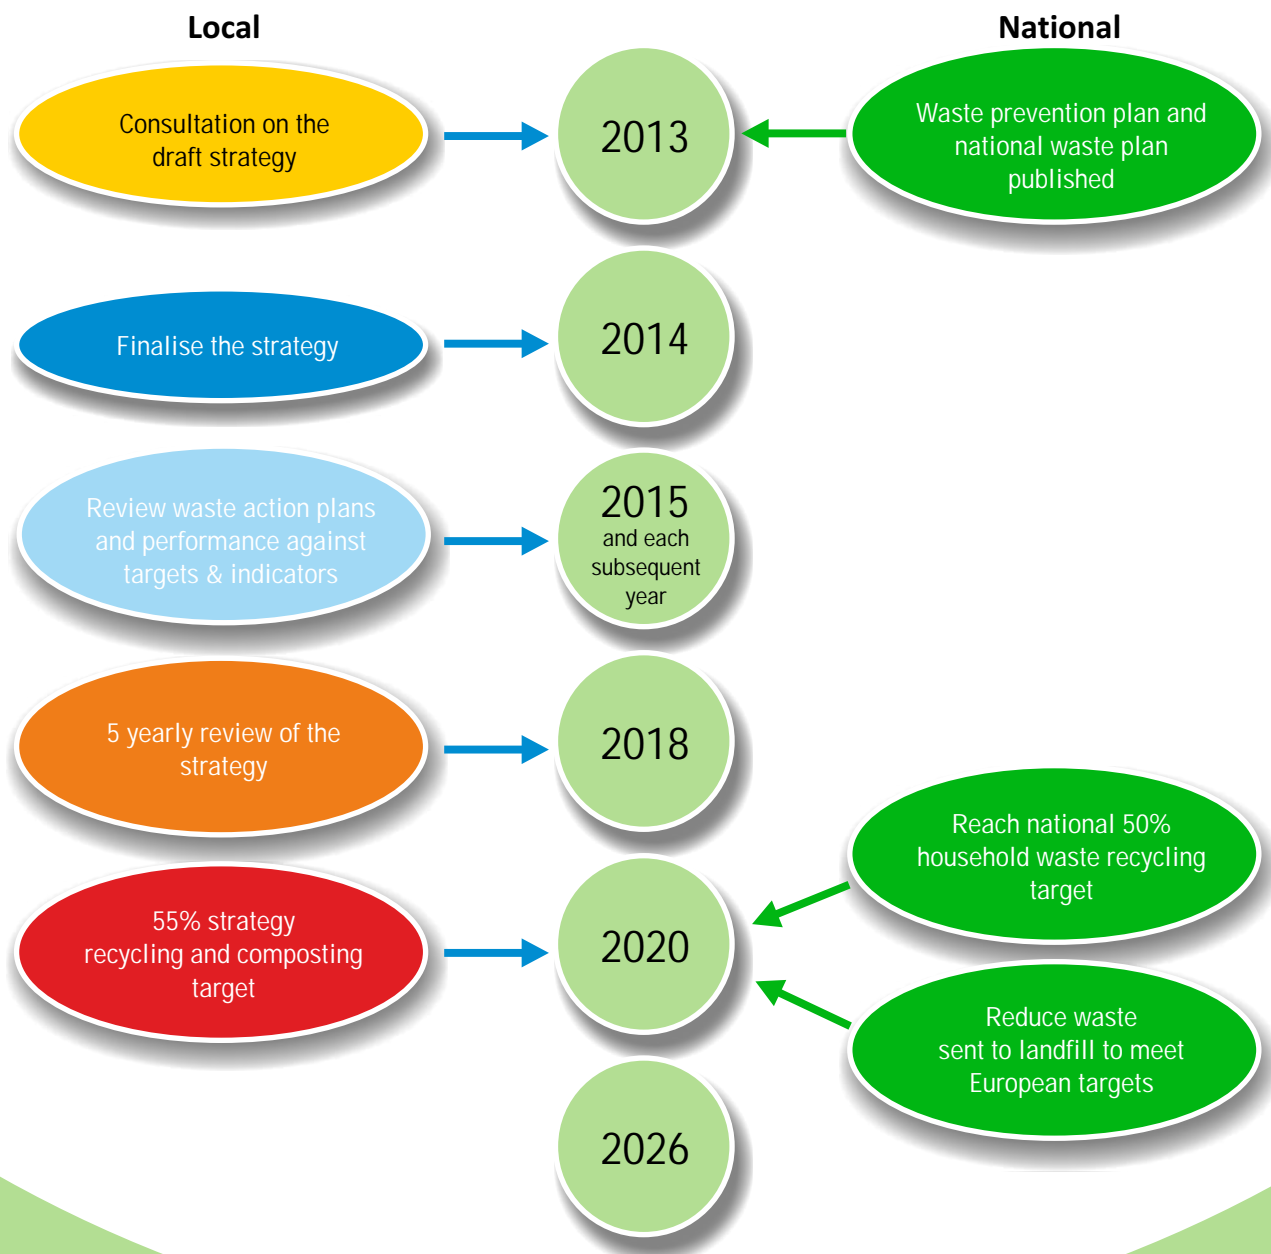 Local
National
Consultation on the
draft strategy
2013
Waste prevention plan and
national waste plan
published
Finalise the strategy
2014
Review waste action plans
and performance against
targets & indicators
2015
and each
subsequent
year
5 yearly review of the
strategy
2018
Reach national 50%
household waste recycling
target
55% strategy
recycling and composting
target
2020
Reduce waste
sent to landfill to meet
European targets
2026